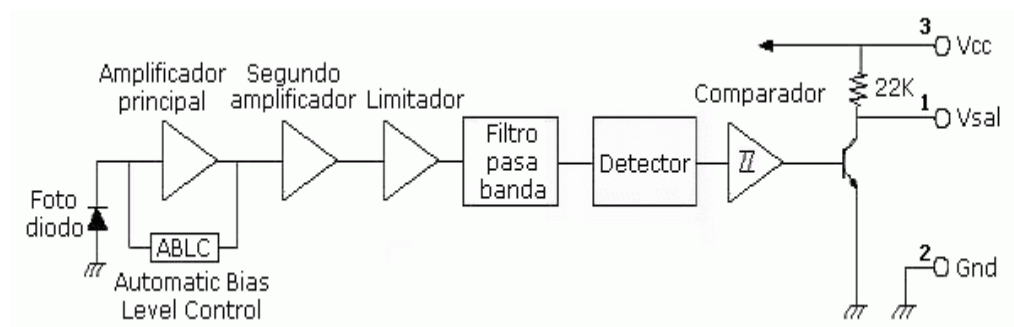 Amplificador
principal
Segundo
amplificador
Limitador
Filtro
pasa
banda
Detector
Comparador
3
Vcc
22K
1
Vsal
2
Gnd
Foto
diodo
ABLC
Automatic Bias
Level Control